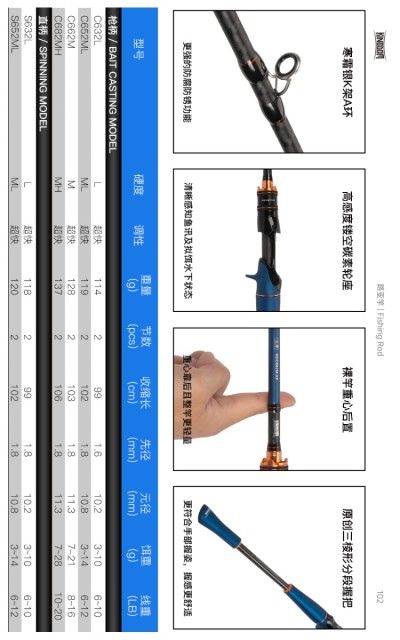 路亚竿 | Fishing Rod
102
寒霜银K架A环
更强的防腐防锈功能
高感度镂空碳素轮座
清晰感知鱼讯及拟饵水下状态
裸竿重心后置
重心靠后且整竿更轻量
原创三棱形分段握把
更符合手部握姿，握感更舒适
型号 硬度 调性 重量(g) 节数(pcs) 收缩长(cm) 先径(mm) 元径(mm) 饵重(g) 线重(LB)
枪柄 / BAIT CASTING MODEL
C632L L 超快 114 2 99 1.6 10.2 3-10 6-10
C652ML ML 超快 119 2 102 1.8 10.8 3-14 6-12
C662M M 超快 128 2 103 1.8 11.3 7-21 8-16
C682MH MH 超快 137 2 106 1.8 11.3 7-28 10-20
直柄 / SPINNING MODEL
S632L L 超快 118 2 99 1.8 10.2 3-10 6-10
S652ML ML 超快 120 2 102 1.8 10.8 3-14 6-12